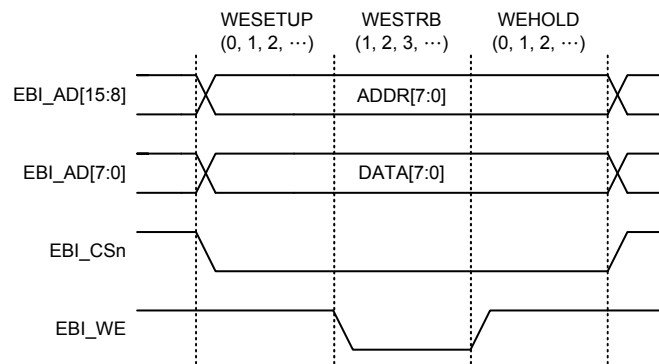 WESETUP WESTRB WEHOLD
(0, 1, 2, ⋯) (1, 2, 3, ⋯) (0, 1, 2, ⋯)
EBI_AD[15:8] ADDR[7:0]
EBI_AD[7:0] DATA[7:0]
EBI_CSn
EBI_WE